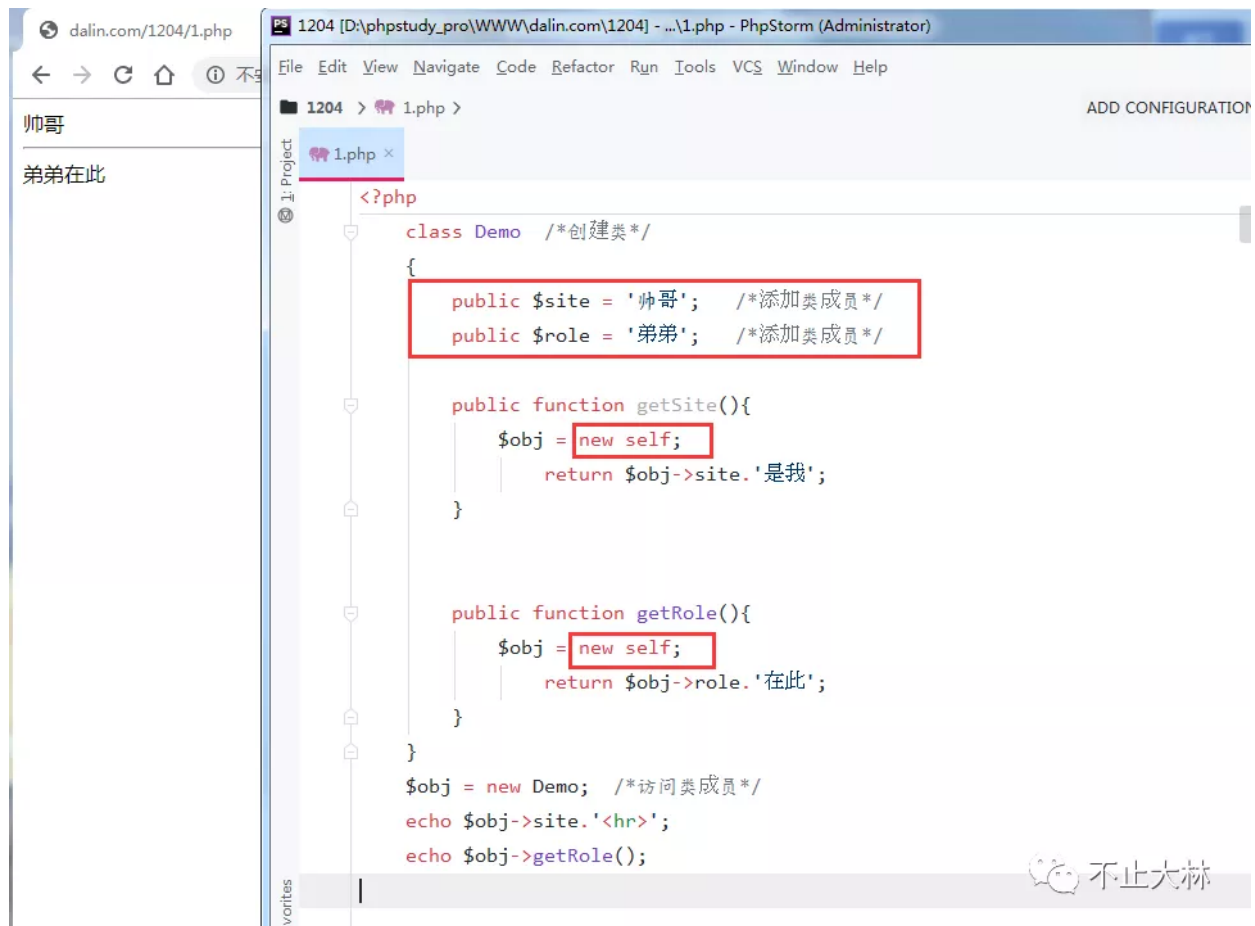 dalin.com/1204/1.php
1204 [D:\phpstudy_pro\WWW\dalin.com\1204] - ...\1.php - PhpStorm (Administrator)
不
File Edit View Navigate Code Refactor Run Tools VCS Window Help
1204 1.php
ADD CONFIGURATION
帅哥
弟弟在此
1: Project
1.php
<?php
class Demo /*创建类*/
{
public $site = '帅哥'; /*添加类成员*/
public $role = '弟弟'; /*添加类成员*/
public function getSite(){
$obj = new self;
return $obj->site.'是我';
}
public function getRole(){
$obj = new self;
return $obj->role.'在此';
}
}
$obj = new Demo; /*访问类成员*/
echo $obj->site.'<hr>';
echo $obj->getRole();
vorites
不止大林